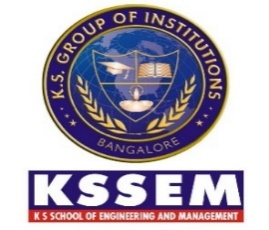 K.S. GROUP OF INSTITUTIONS
BANGALORE
KSSEM
K S SCHOOL OF ENGINEERING AND MANAGEMENT